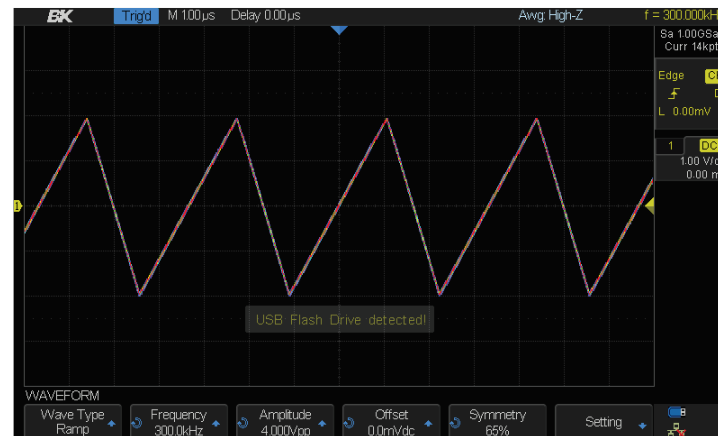 BK Trig'd M 1.00µs Delay 0.00µs Awg: High-Z f = 300.000kH
Sa 1.00GSa
Curr 14kpt
Edge
L 0.00mV
1 DC
1.00 V/
0.00 m
1
USB Flash Drive detected!
WAVEFORM
Wave Type Frequency Amplitude Offset Symmetry Setting
Ramp 300.0kHz 4.000Vpp 0.0mVdc 65%